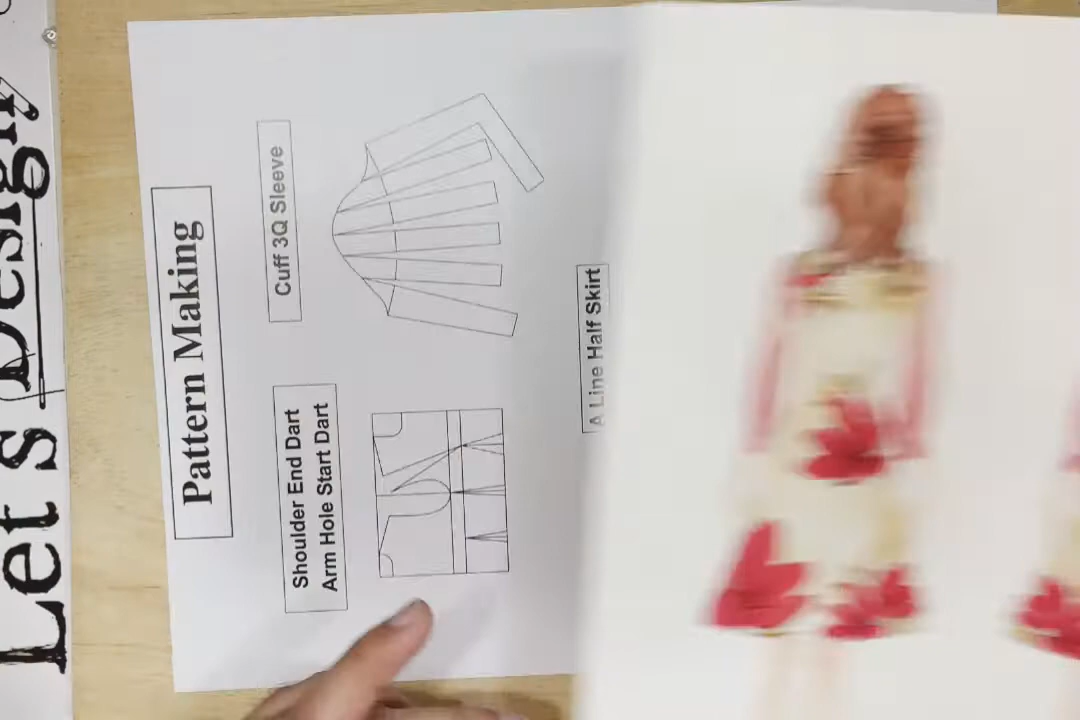 Let's Design
Pattern Making
Cuff 3Q Sleeve
Shoulder End Dart
Arm Hole Start Dart
A Line Half Skirt